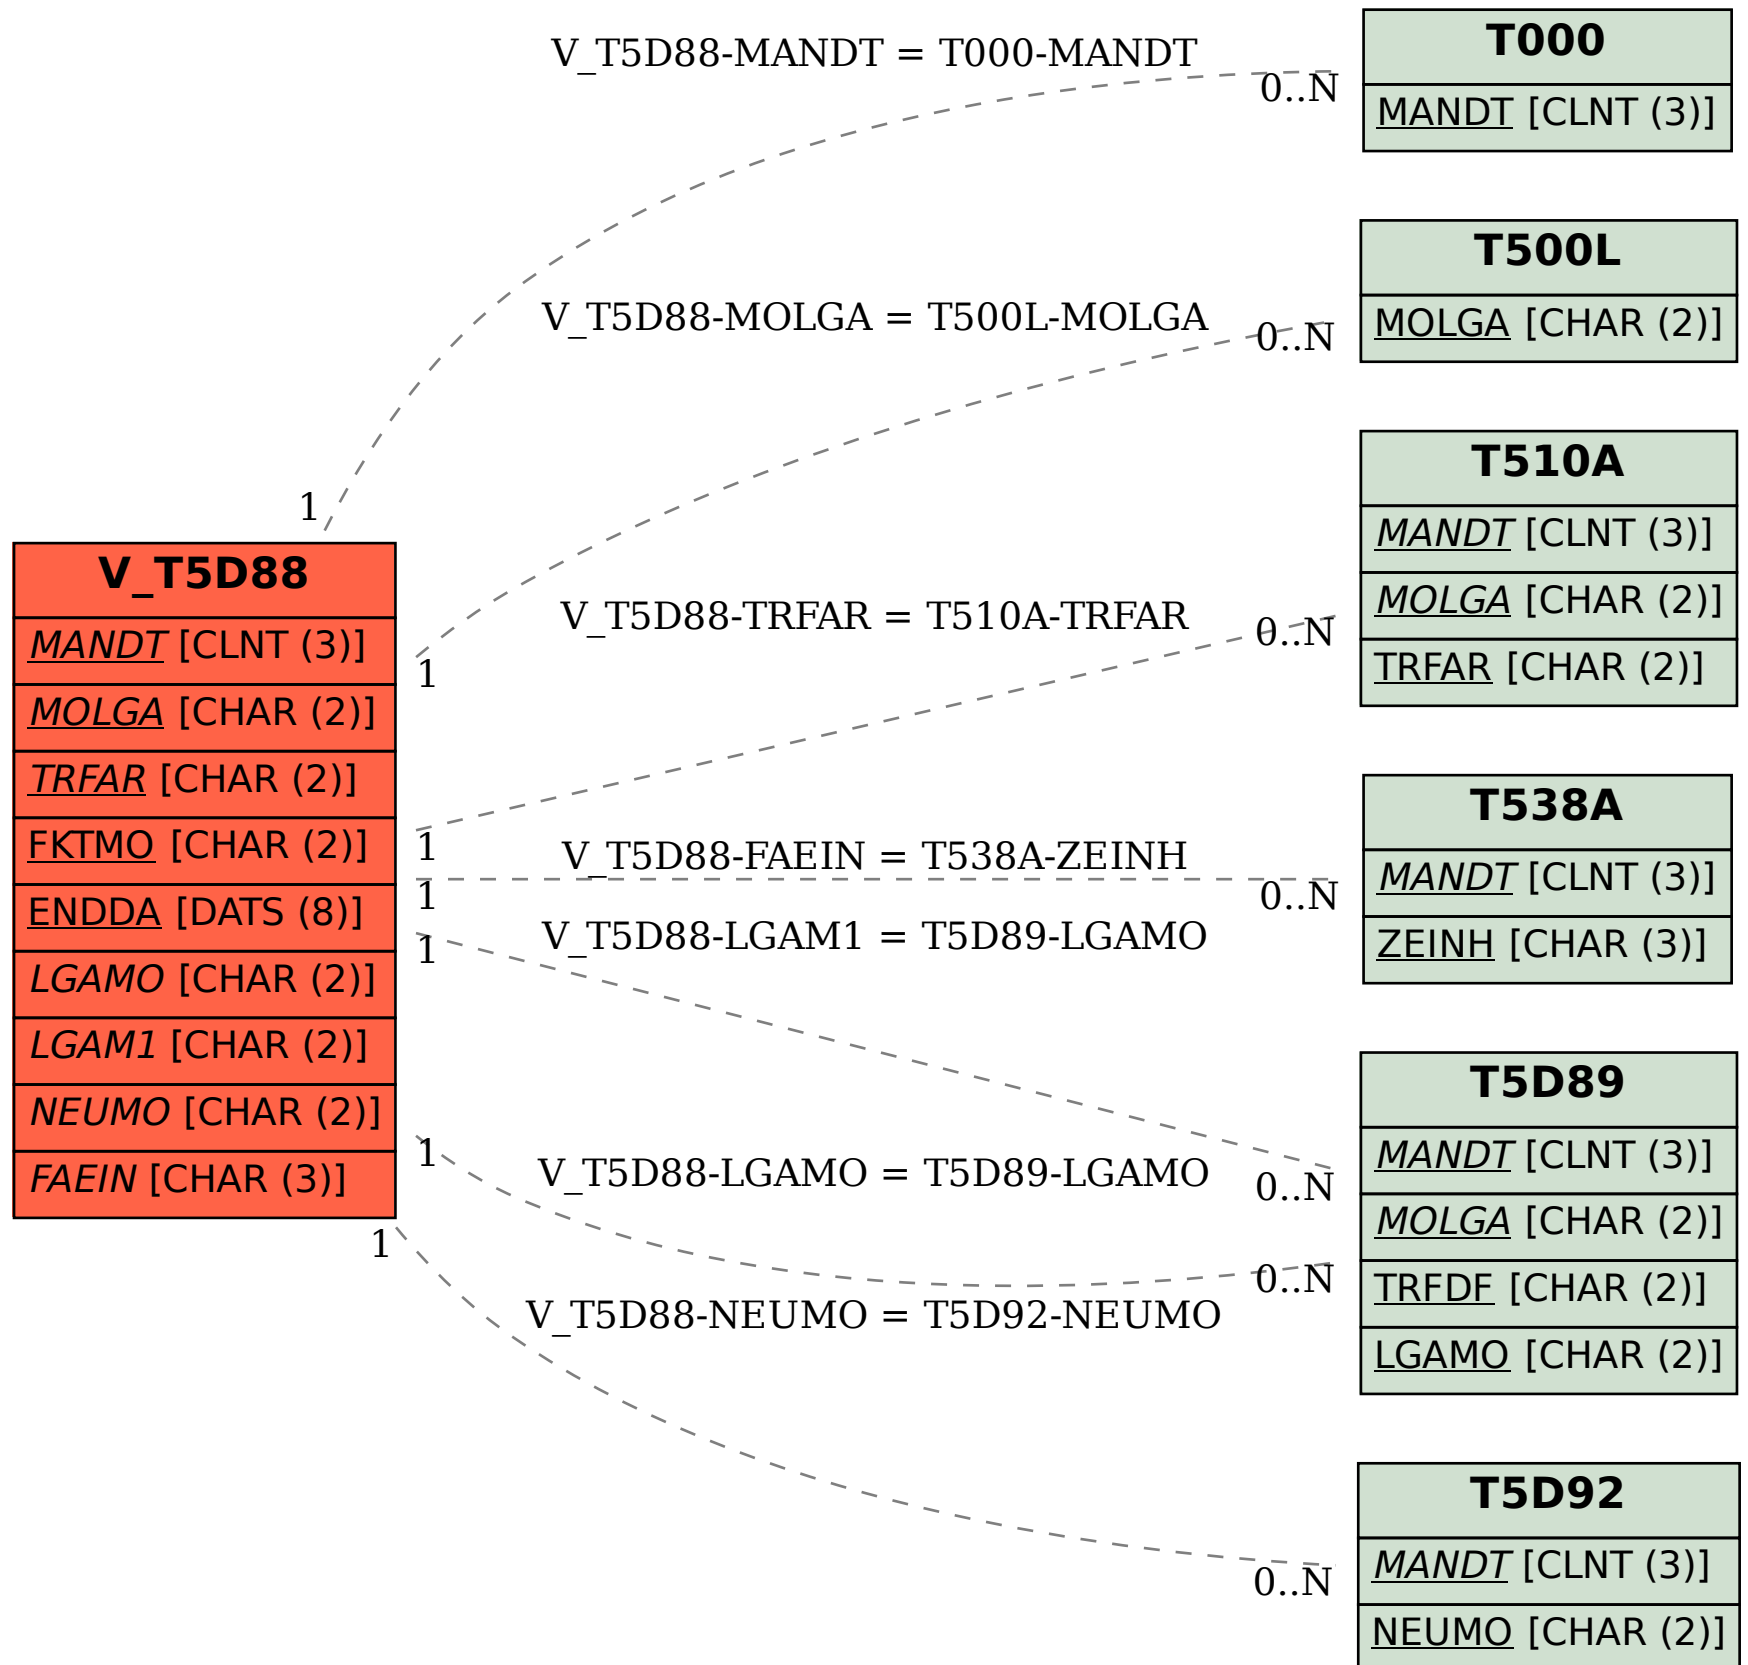 V_T5D88
MANDT [CLNT (3)]
MOLGA [CHAR (2)]
TRFAR [CHAR (2)]
FKTMO [CHAR (2)]
ENDDA [DATS (8)]
LGAMO [CHAR (2)]
LGAM1 [CHAR (2)]
NEUMO [CHAR (2)]
FAEIN [CHAR (3)]
V_T5D88-MANDT = T000-MANDT
0..N
1
V_T5D88-MOLGA = T500L-MOLGA
0..N
1
V_T5D88-TRFAR = T510A-TRFAR
0..N
1
V_T5D88-FAEIN = T538A-ZEINH
0..N
1
V_T5D88-LGAM1 = T5D89-LGAMO
0..N
1
V_T5D88-LGAMO = T5D89-LGAMO
0..N
1
V_T5D88-NEUMO = T5D92-NEUMO
0..N
1
T000
MANDT [CLNT (3)]
T500L
MOLGA [CHAR (2)]
T510A
MANDT [CLNT (3)]
MOLGA [CHAR (2)]
TRFAR [CHAR (2)]
T538A
MANDT [CLNT (3)]
ZEINH [CHAR (3)]
T5D89
MANDT [CLNT (3)]
MOLGA [CHAR (2)]
TRFDF [CHAR (2)]
LGAMO [CHAR (2)]
T5D92
MANDT [CLNT (3)]
NEUMO [CHAR (2)]